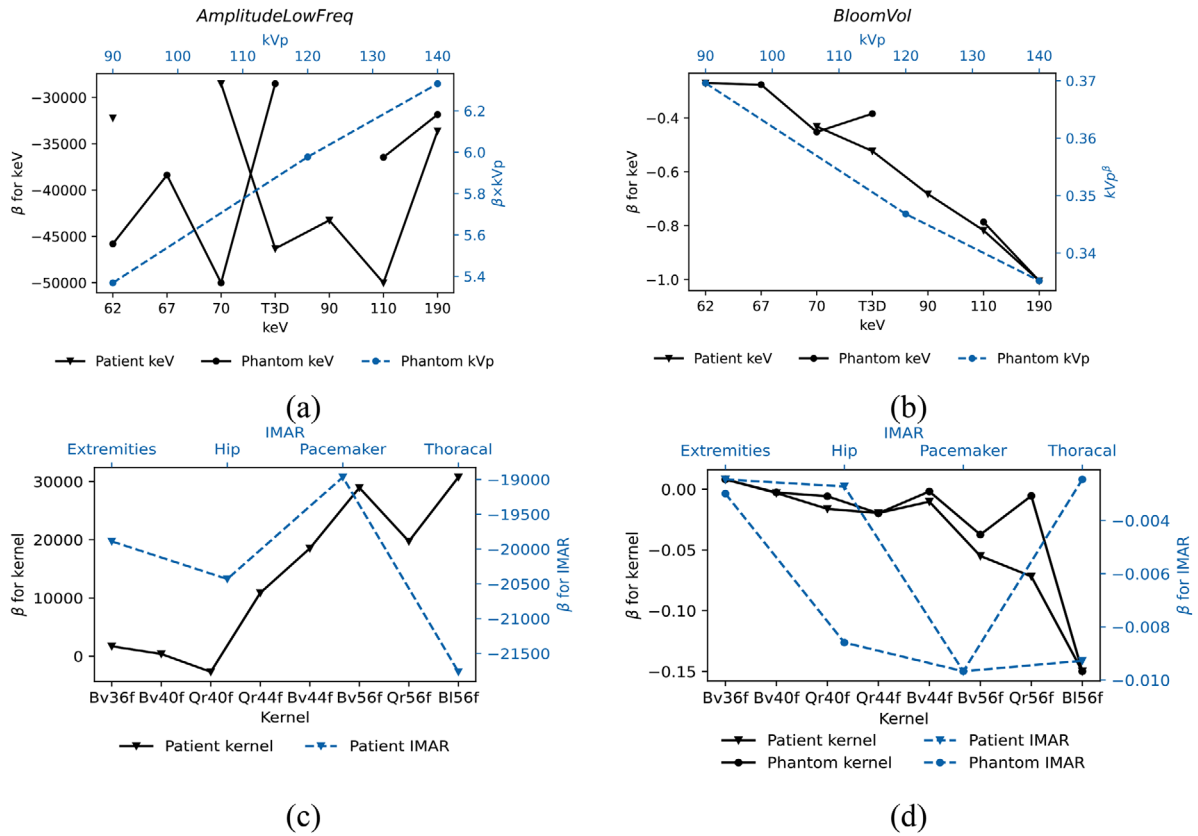 AmplitudeLowFreq
kVp
90 100 110 120 130 140
−30000
−35000
−40000
−45000
−50000
β for keV
6.2
6.0
5.8
5.6
5.4
β×kVp
62 67 70 T3D 90 110 190
keV
Patient keV Phantom keV Phantom kVp
(a)
BloomVol
kVp
90 100 110 120 130 140
−0.4
−0.6
−0.8
−1.0
β for keV
0.37
0.36
0.35
0.34
kVp^β
62 67 70 T3D 90 110 190
keV
Patient keV Phantom keV Phantom kVp
(b)
IMAR
Extremities Hip Pacemaker Thoracal
30000
20000
10000
0
β for kernel
−19000
−19500
−20000
−20500
−21000
−21500
β for IMAR
Bv36f Bv40f Qr40f Qr44f Bv44f Bv56f Qr56f Bl56f
Kernel
Patient kernel Patient IMAR
(c)
IMAR
Extremities Hip Pacemaker Thoracal
0.00
−0.05
−0.10
−0.15
β for kernel
−0.004
−0.006
−0.008
−0.010
β for IMAR
Bv36f Bv40f Qr40f Qr44f Bv44f Bv56f Qr56f Bl56f
Kernel
Patient kernel Patient IMAR
Phantom kernel Phantom IMAR
(d)